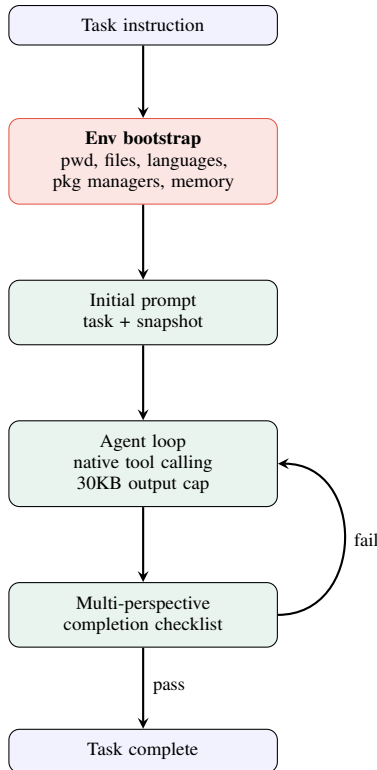 Task instruction
Env bootstrap
pwd, files, languages,
pkg managers, memory
Initial prompt
task + snapshot
Agent loop
native tool calling
30KB output cap
fail
Multi-perspective
completion checklist
pass
Task complete